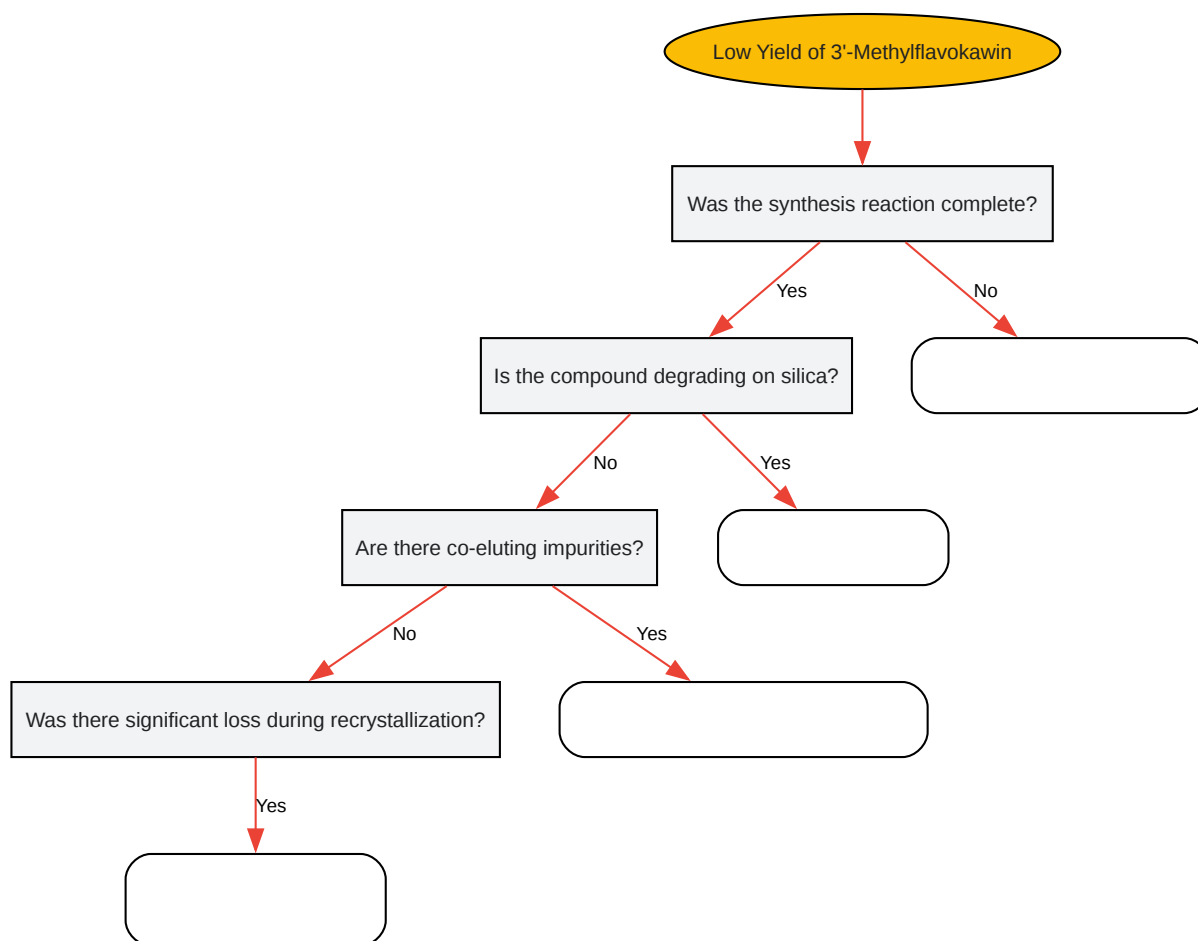 Low Yield of 3'-Methylflavokawin
Was the synthesis reaction complete?
Yes
No
Is the compound degrading on silica?
No
Yes
Are there co-eluting impurities?
No
Yes
Was there significant loss during recrystallization?
Yes